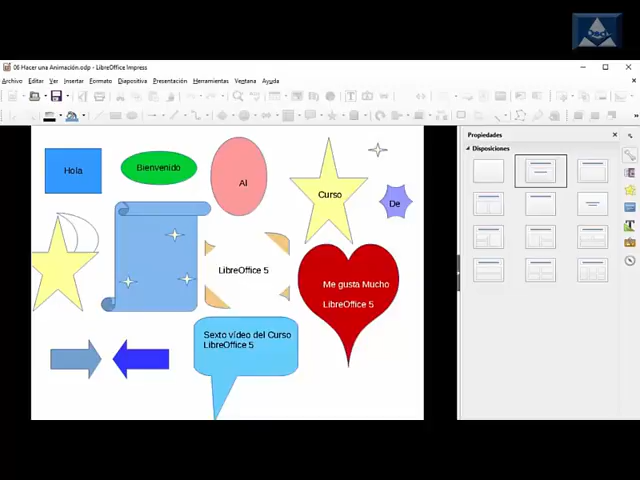 06 Hacer una Animación.odp - LibreOffice Impress
Archivo Editar Ver Insertar Formato Diapositiva Presentación Herramientas Ventana Ayuda
Propiedades
Disposiciones
Hola
Bienvenido
Al
Curso
De
LibreOffice 5
Me gusta Mucho
LibreOffice 5
Sexto vídeo del Curso
LibreOffice 5